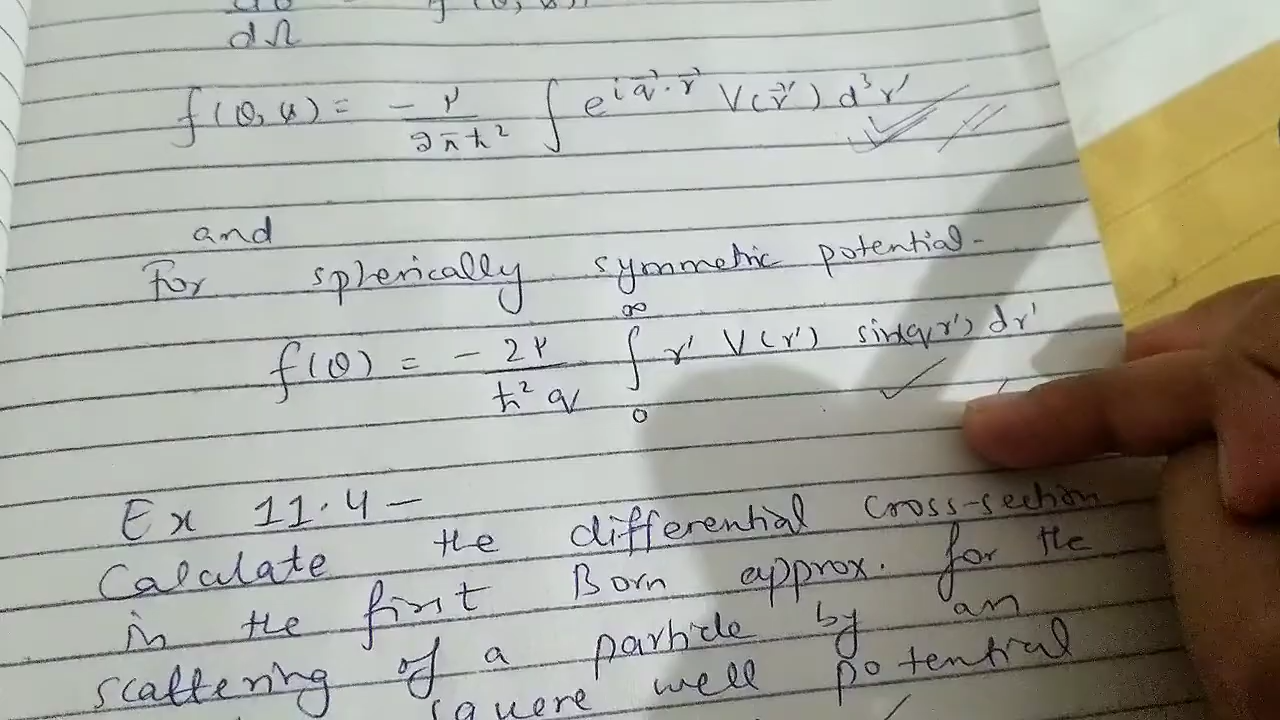 dΩ
f(θ, φ) = -μ/2πħ² ∫ e^{i q⃗·r⃗} V(r⃗') d³r'
and
For spherically symmetric potential-
f(θ) = -2μ/ħ²q ∫₀^∞ r' V(r') sin(qr') dr'
Ex 11.4 -
Calculate the differential cross-section
in the first Born approx. for the
scattering of a particle by an
square well potential